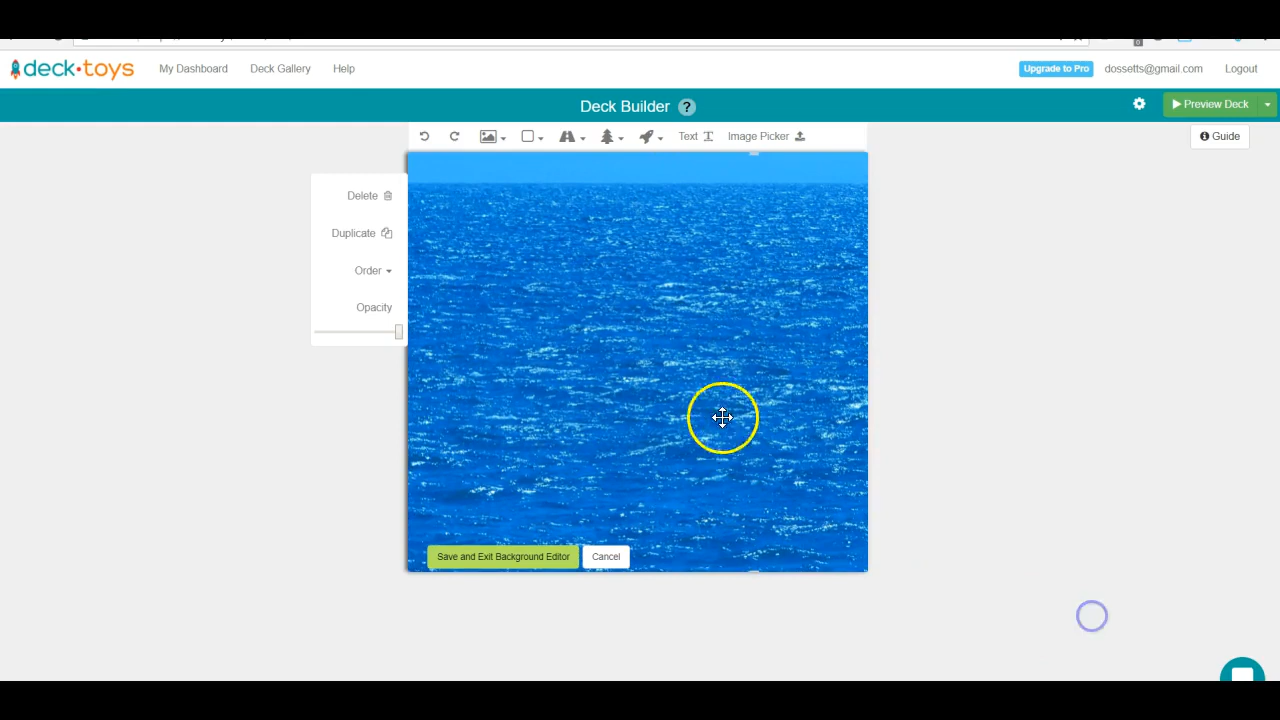 deck•toys My Dashboard Deck Gallery Help Upgrade to Pro dossetts@gmail.com Logout
Deck Builder ? Preview Deck
Text Image Picker Guide
Delete
Duplicate
Order
Opacity
Save and Exit Background Editor Cancel